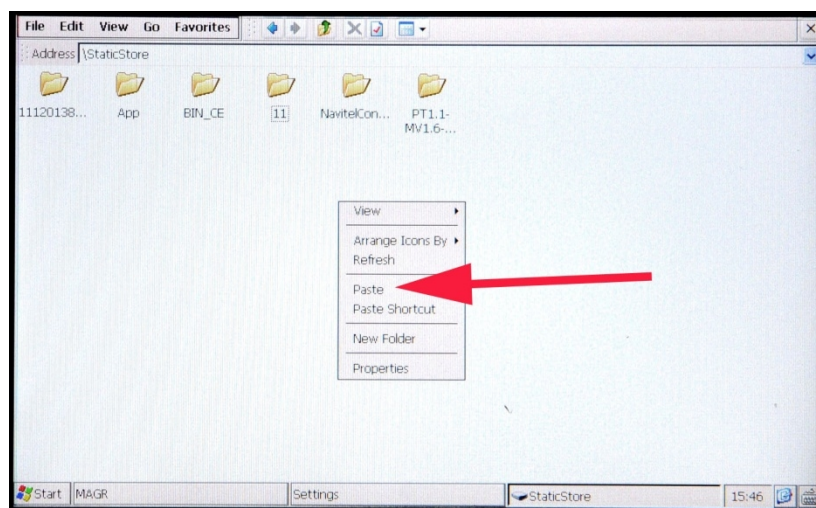 File Edit View Go Favorites
Address \StaticStore
11120138... App BIN_CE 11 NavitelCon... PT1.1-
MV1.6-...
View
Arrange Icons By
Refresh
Paste
Paste Shortcut
New Folder
Properties
Start MAGR Settings StaticStore 15:46